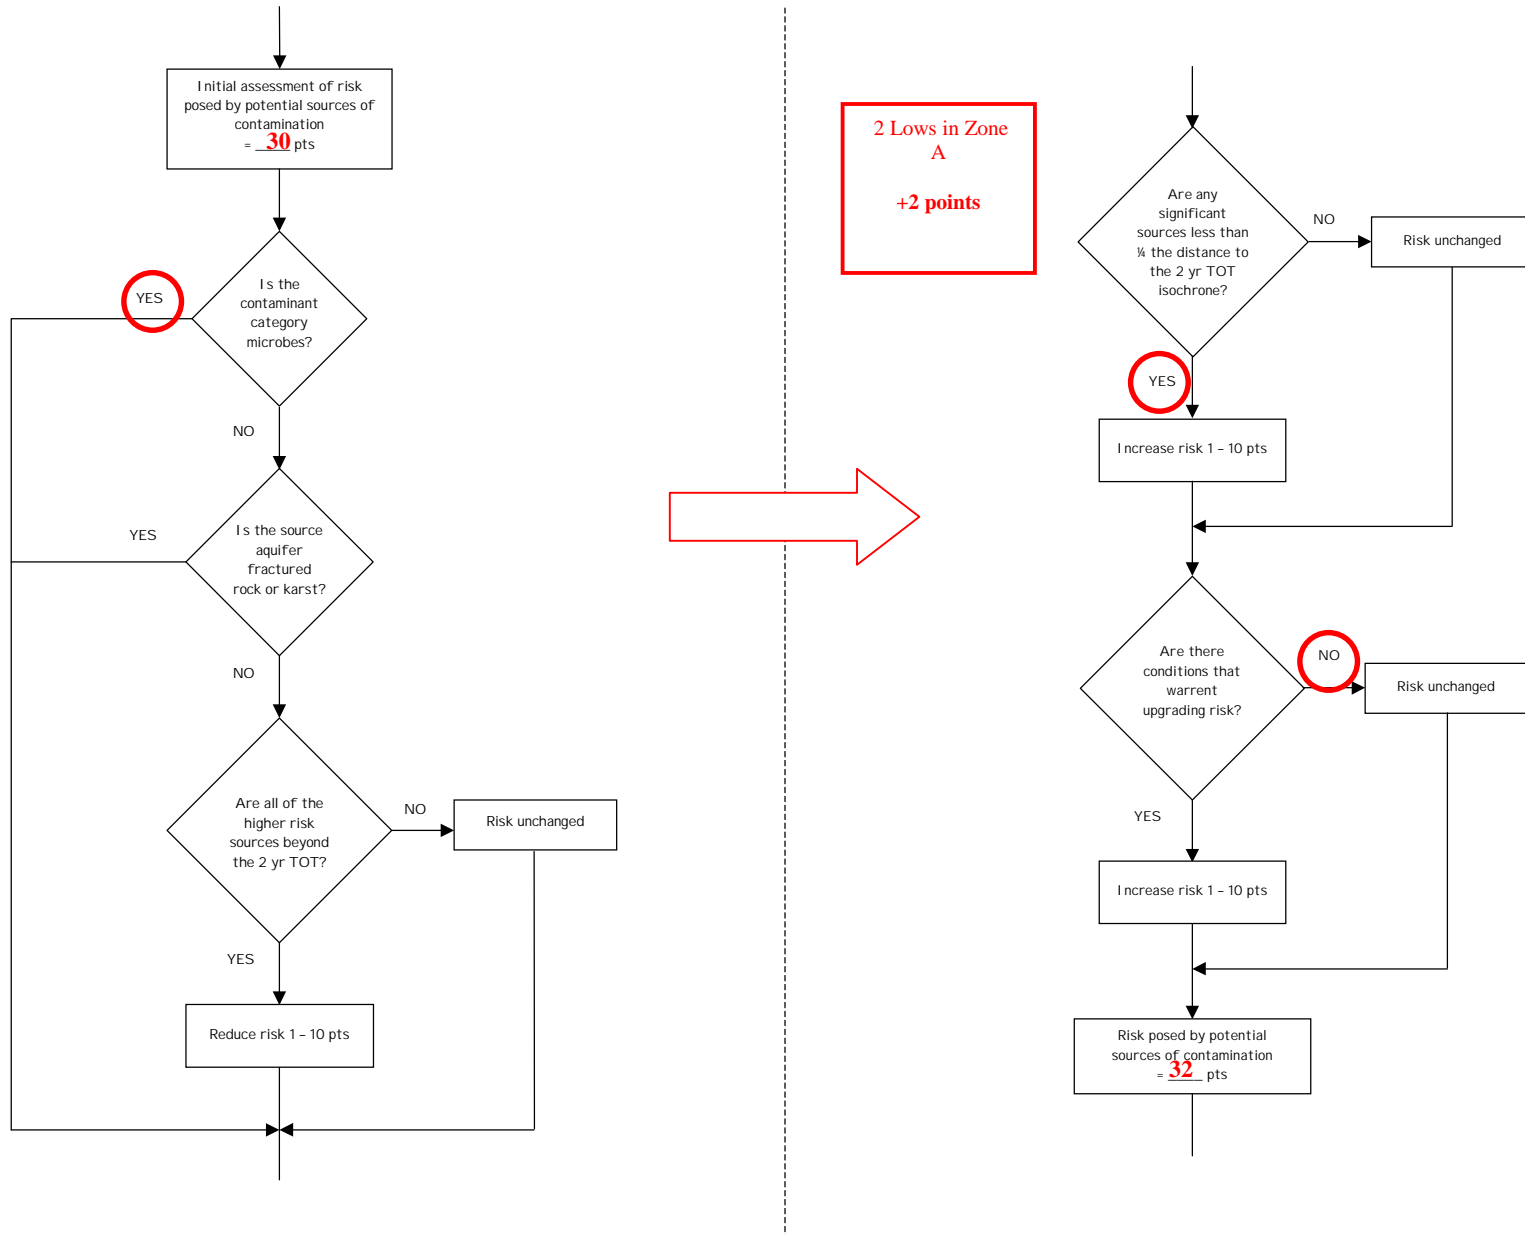 Initial assessment of risk
posed by potential sources of
contamination
= 30 pts
Is the
contaminant
category
microbes?
YES
NO
Is the source
aquifer
fractured
rock or karst?
YES
NO
Are all of the
higher risk
sources beyond
the 2 yr TOT?
NO
Risk unchanged
YES
Reduce risk 1 – 10 pts
2 Lows in Zone
A
+2 points
Are any
significant
sources less than
¼ the distance to
the 2 yr TOT
isochrone?
NO
Risk unchanged
YES
Increase risk 1 – 10 pts
Are there
conditions that
warrent
upgrading risk?
NO
Risk unchanged
YES
Increase risk 1 – 10 pts
Risk posed by potential
sources of contamination
= 32 pts